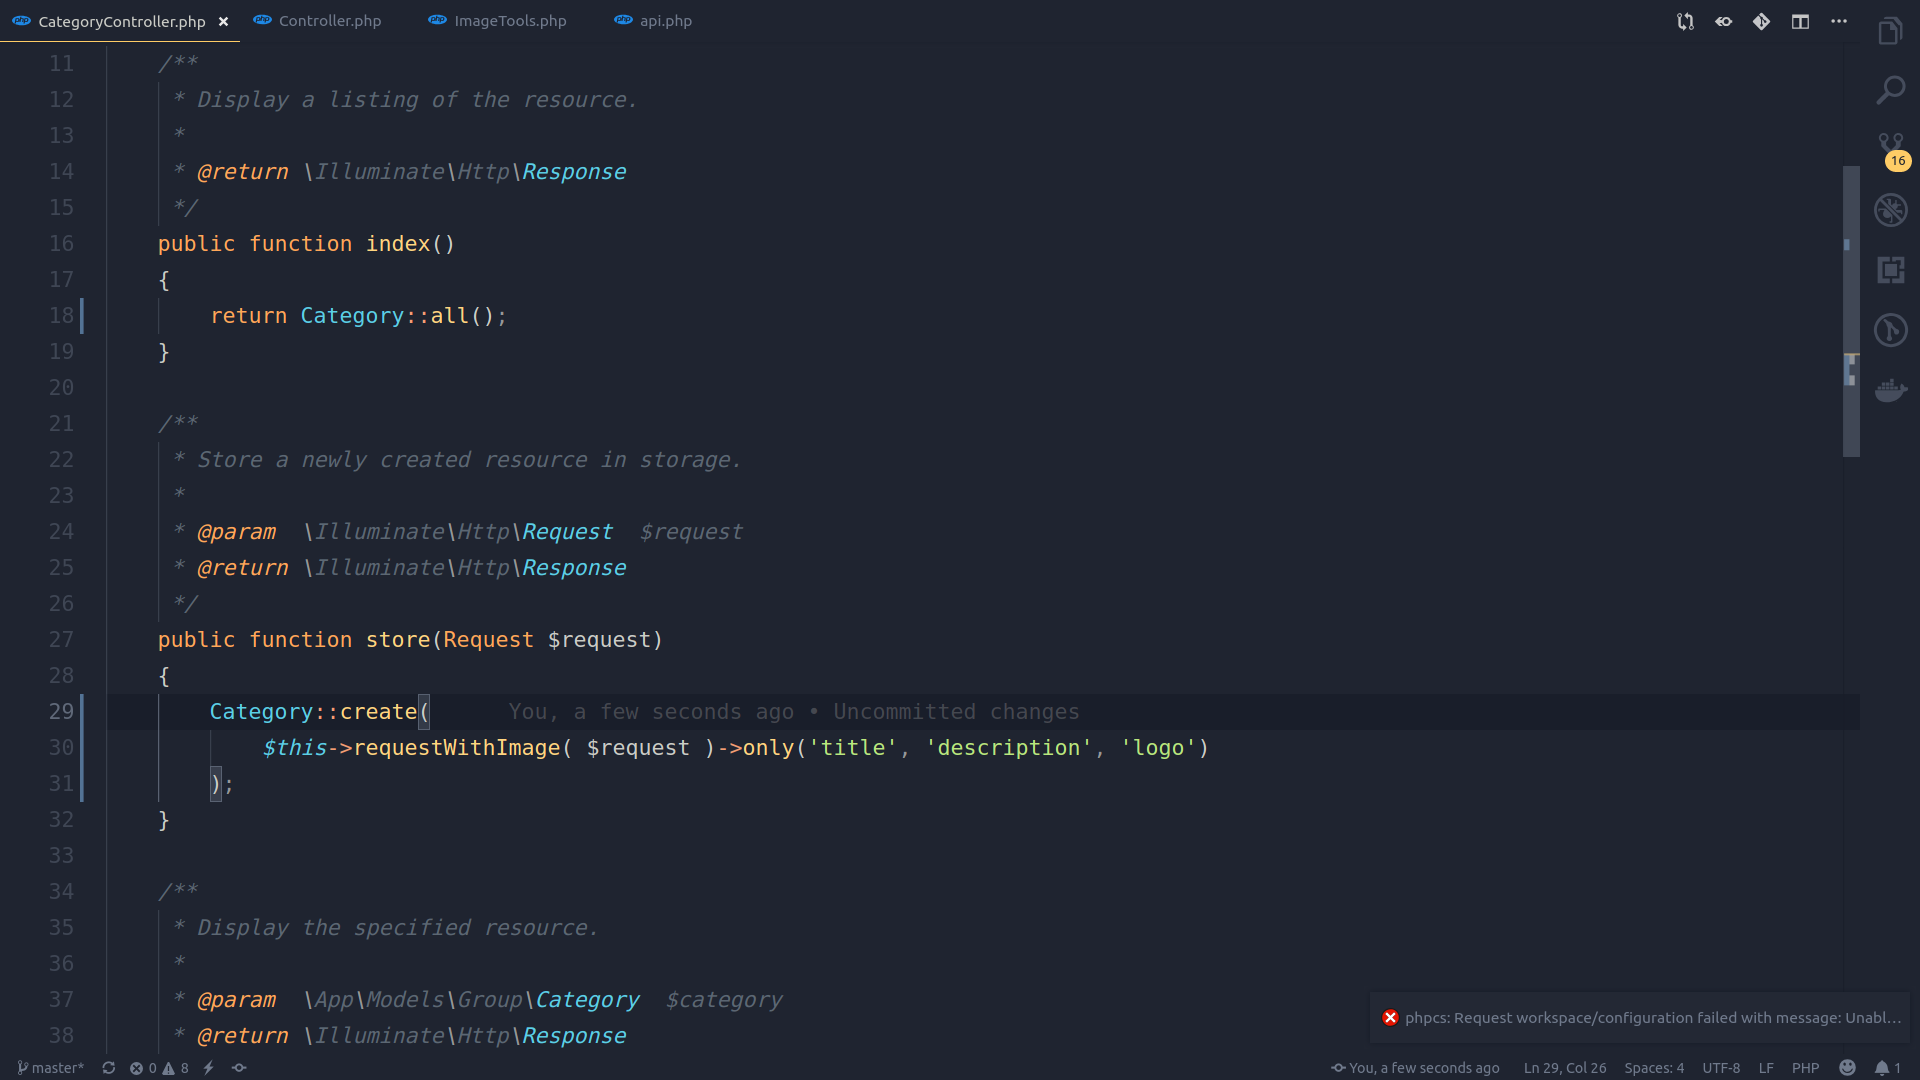 CategoryController.php
Controller.php
ImageTools.php
api.php
11 /**
12 * Display a listing of the resource.
13 *
14 * @return \Illuminate\Http\Response
15 */
16 public function index()
17 {
18 return Category::all();
19 }
20
21 /**
22 * Store a newly created resource in storage.
23 *
24 * @param  \Illuminate\Http\Request  $request
25 * @return \Illuminate\Http\Response
26 */
27 public function store(Request $request)
28 {
29 Category::create( You, a few seconds ago • Uncommitted changes
30 $this->requestWithImage( $request )->only('title', 'description', 'logo')
31 );
32 }
33
34 /**
35 * Display the specified resource.
36 *
37 * @param  \App\Models\Group\Category  $category
38 * @return \Illuminate\Http\Response
16
phpcs: Request workspace/configuration failed with message: Unabl...
master* 0 8 You, a few seconds ago Ln 29, Col 26 Spaces: 4 UTF-8 LF PHP 1